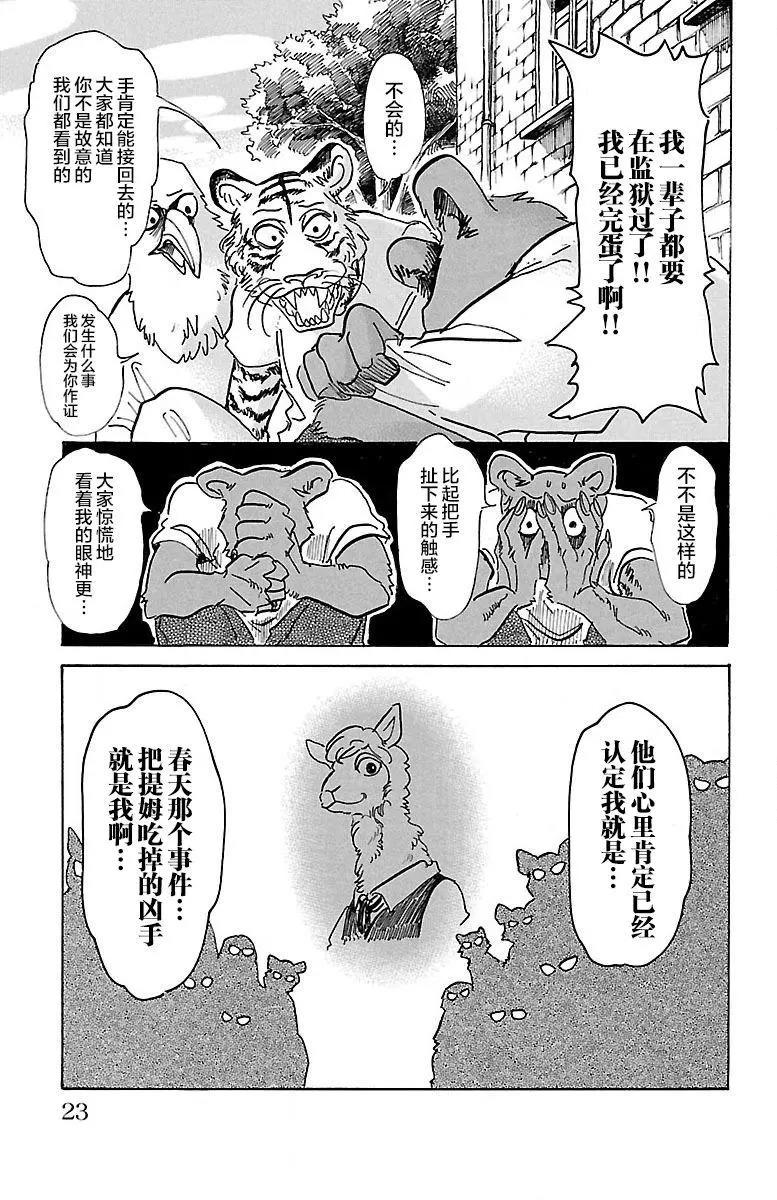 我一辈子都要
在监狱过了!!
我已经完蛋了啊!!
不会的…
手肯定能接回去的…
大家都知道
你不是故意的
我们都看到的
发生什么事
我们会为你作证
不不是这样的
比起把手
扯下来的触感…
大家惊慌地
看着我的眼神更…
他们心里肯定已经
认定我就是…
春天那个事件…
把提姆吃掉的凶手
就是我啊…
23